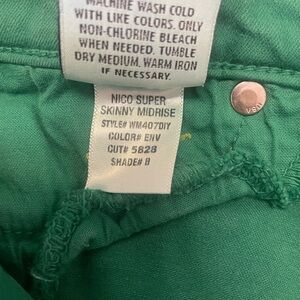 MACHINE WASH COLD
WITH LIKE COLORS. ONLY
NON-CHLORINE BLEACH
WHEN NEEDED. TUMBLE
DRY MEDIUM. WARM IRON
IF NECESSARY.
NICO SUPER
SKINNY MIDRISE
STYLE# WM407DIY
COLOR# ENV
CUT# 5828
SHADE# B